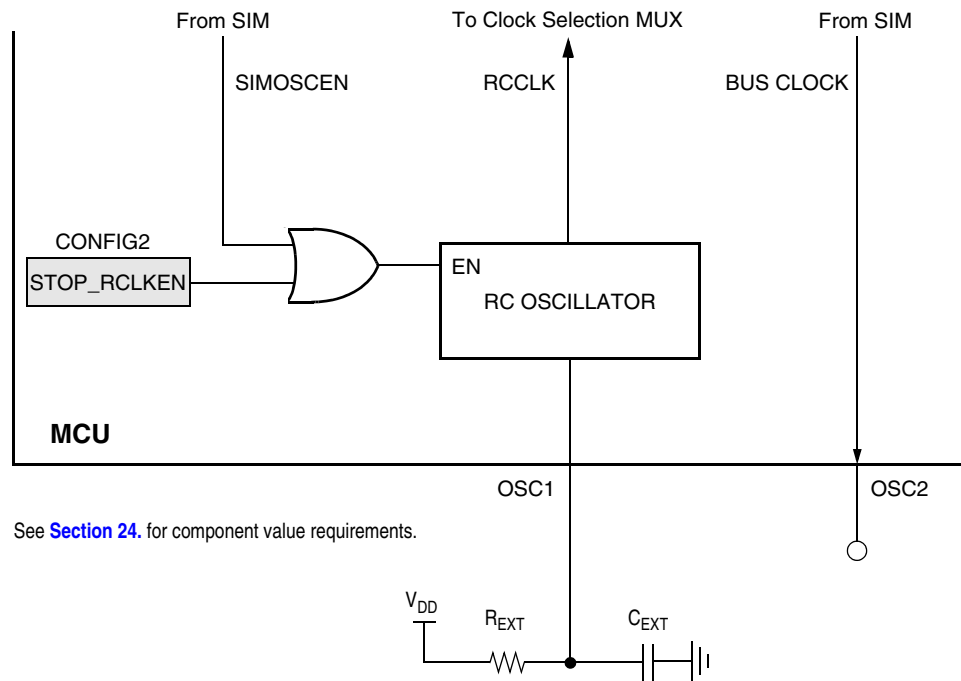 From SIM
To Clock Selection MUX
From SIM
SIMOSCEN
RCCLK
BUS CLOCK
CONFIG2
STOP_RCLKEN
EN
RC OSCILLATOR
MCU
OSC1
OSC2
See Section 24. for component value requirements.
VDD
REXT
CEXT